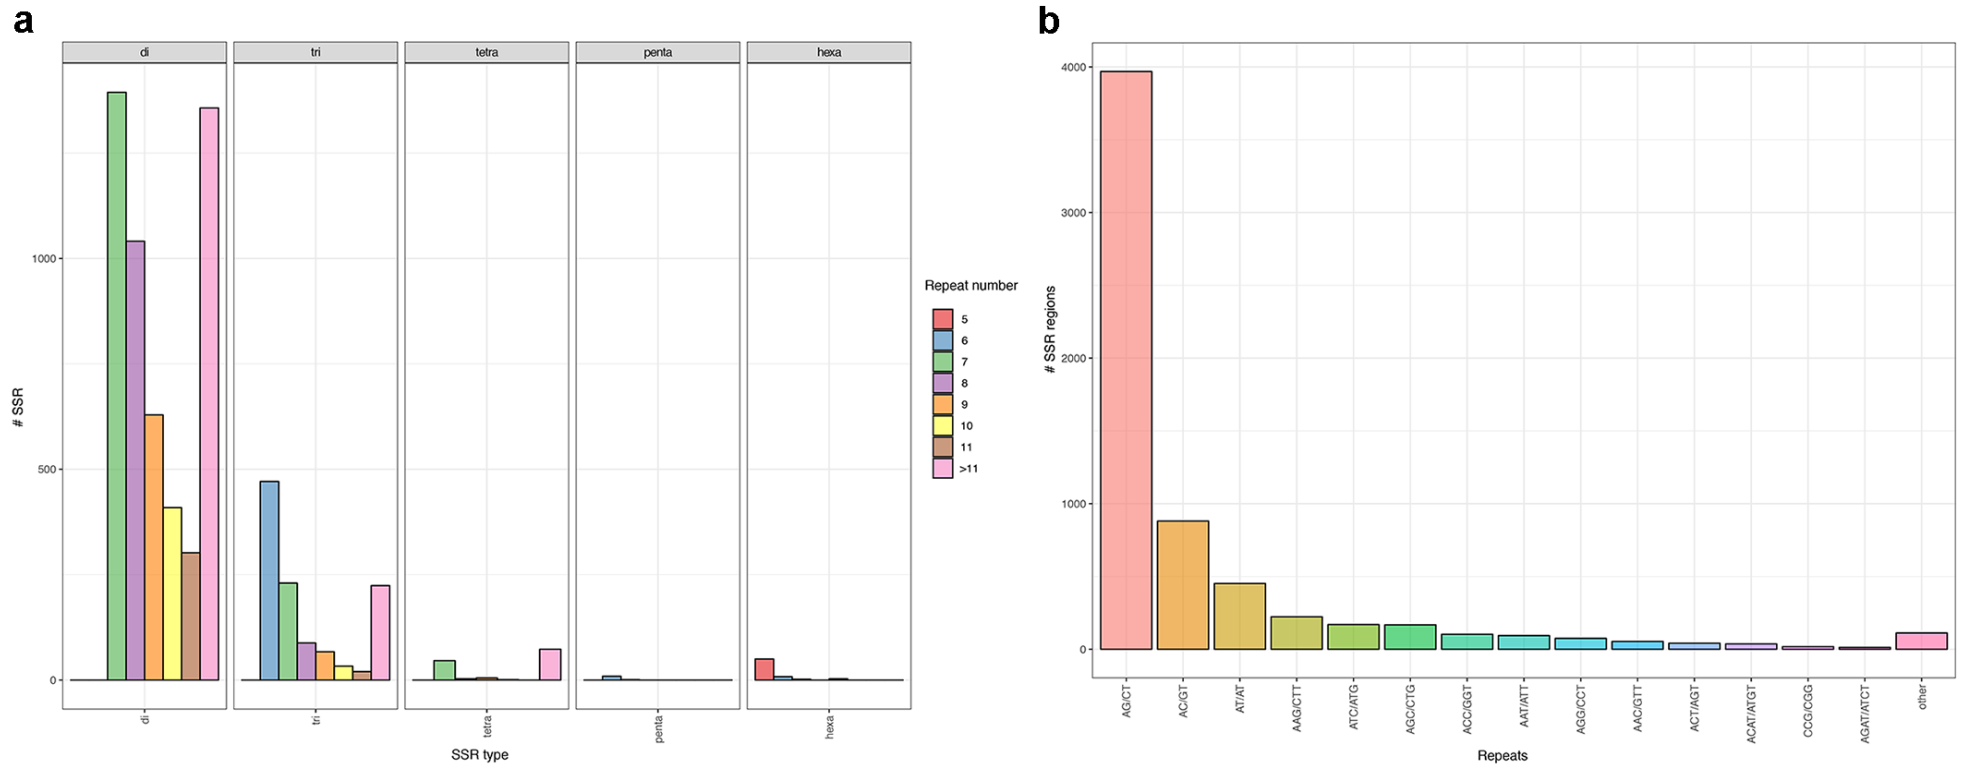 a
di
tri
tetra
penta
hexa
1000
500
0
# SSR
di
tri
tetra
penta
hexa
SSR type
Repeat number
5
6
7
8
9
10
11
>11
b
4000
3000
2000
1000
0
# SSR regions
AG/CT
AC/GT
AT/AT
AAG/CTT
ATC/ATG
AGC/CTG
ACC/GGT
AAT/ATT
AGG/CCT
AAC/GTT
ACT/AGT
ACAT/ATGT
CCG/CGG
AGAT/ATCT
other
Repeats